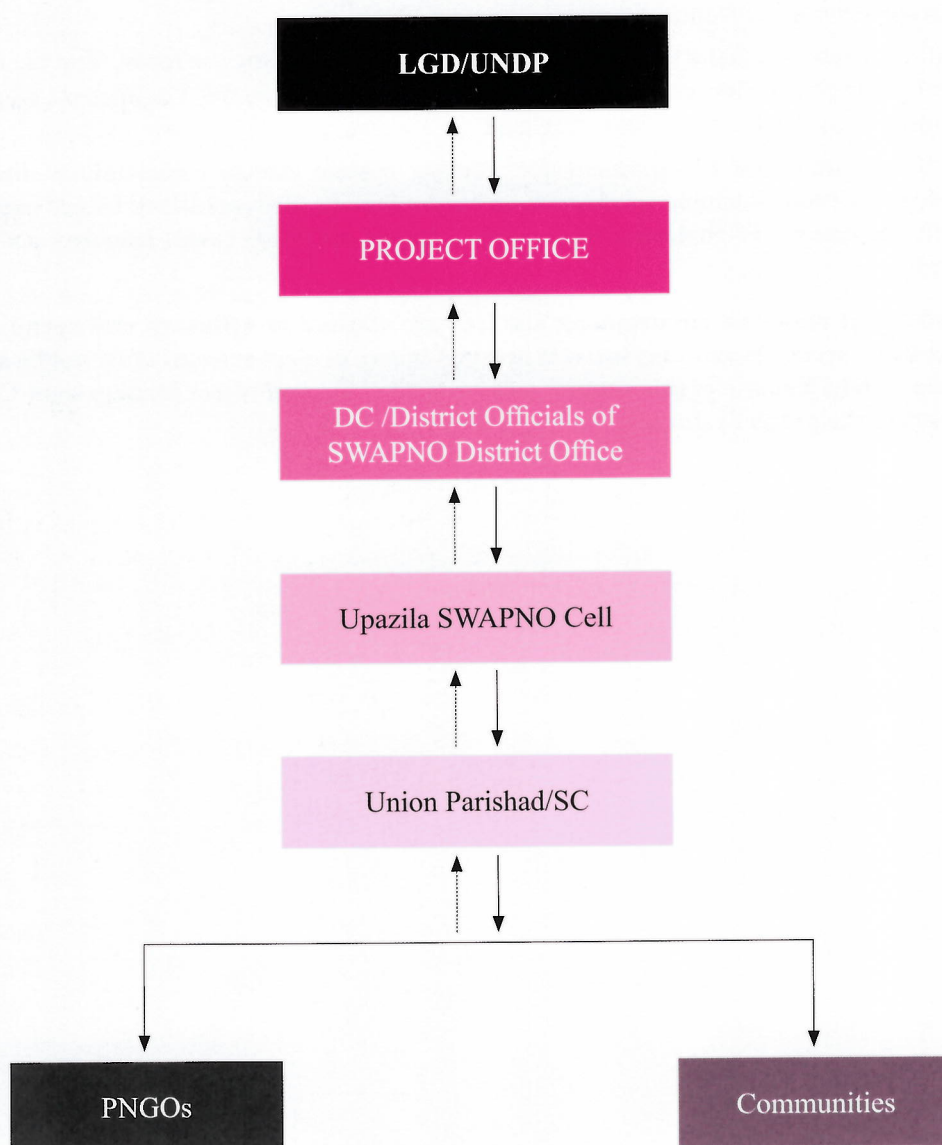 LGD/UNDP
PROJECT OFFICE
DC /District Officials of
SWAPNO District Office
Upazila SWAPNO Cell
Union Parishad/SC
PNGOs
Communities